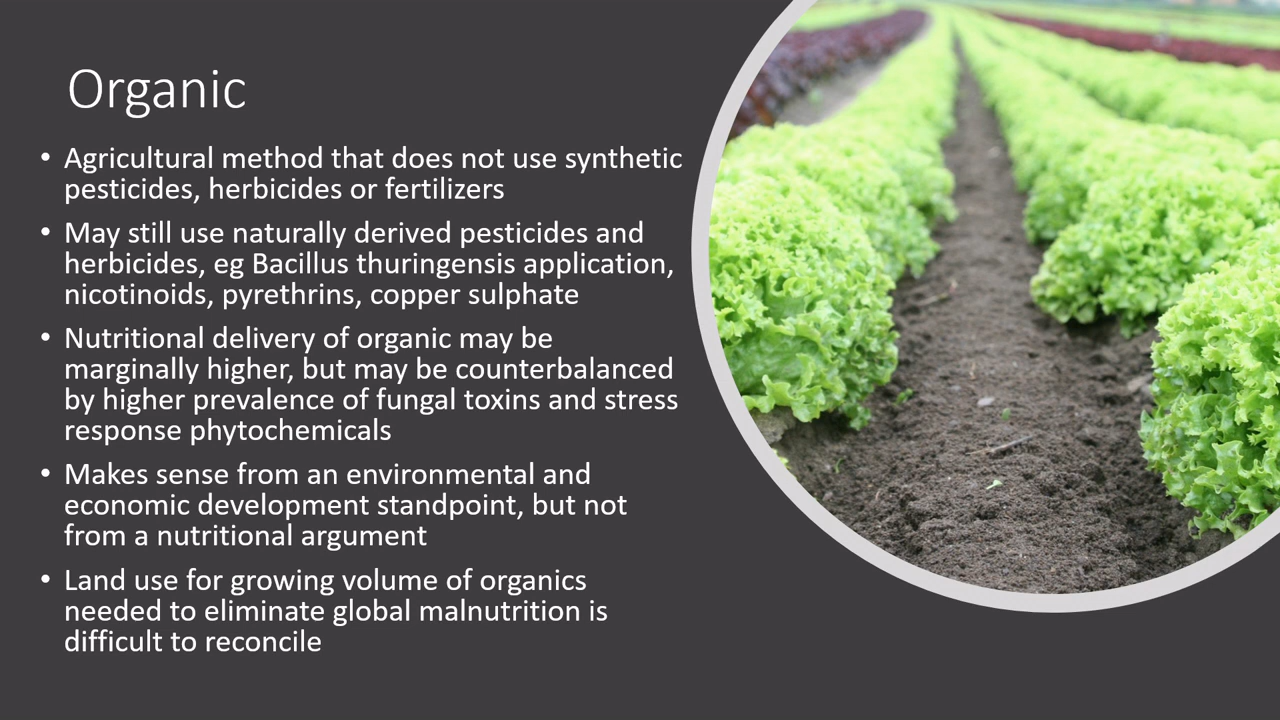 Organic
• Agricultural method that does not use synthetic
pesticides, herbicides or fertilizers
• May still use naturally derived pesticides and
herbicides, eg Bacillus thuringensis application,
nicotinoids, pyrethrins, copper sulphate
• Nutritional delivery of organic may be
marginally higher, but may be counterbalanced
by higher prevalence of fungal toxins and stress
response phytochemicals
• Makes sense from an environmental and
economic development standpoint, but not
from a nutritional argument
• Land use for growing volume of organics
needed to eliminate global malnutrition is
difficult to reconcile